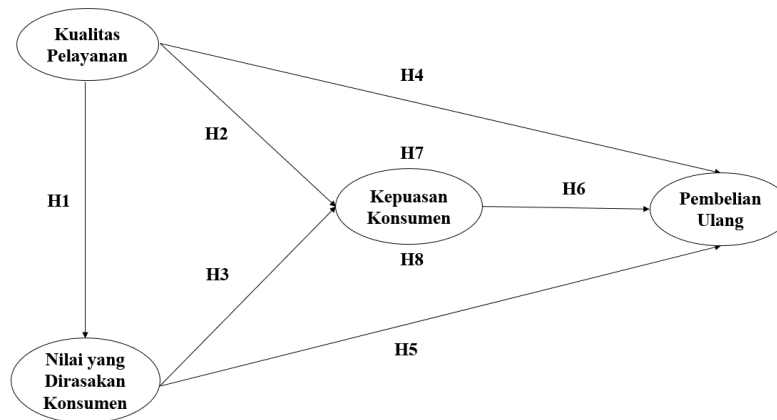 Kualitas
Pelayanan
H4
H2
H7
H1
Kepuasan
Konsumen
H6
Pembelian
Ulang
H3
H8
H5
Nilai yang
Dirasakan
Konsumen